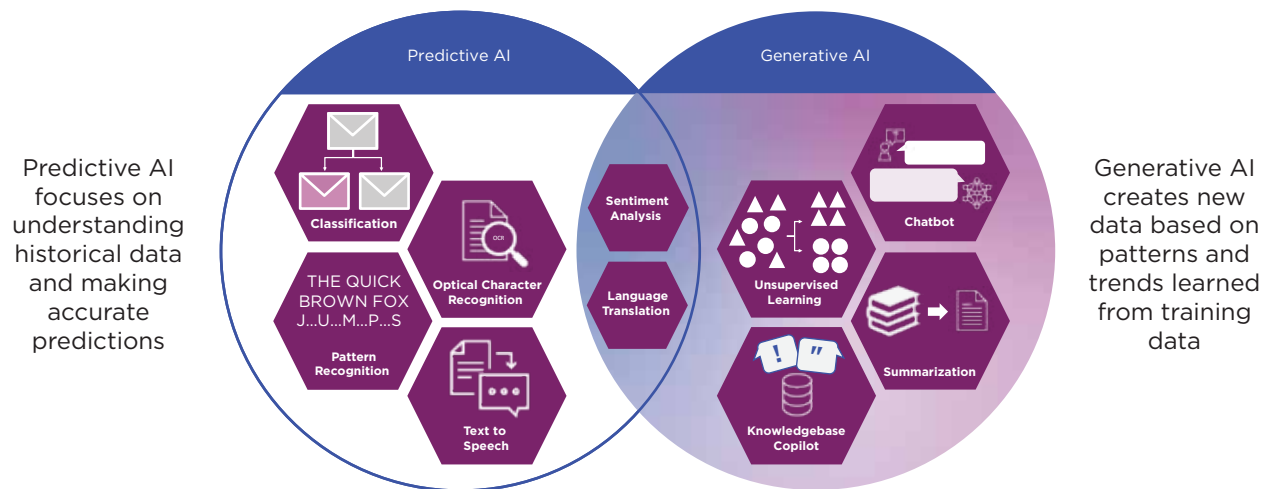 Predictive AI
Generative AI
Predictive AI
focuses on
understanding
historical data
and making
accurate
predictions
Classification
OCR
Optical Character
Recognition
THE QUICK
BROWN FOX
J...U...M...P...S
Pattern
Recognition
Text to
Speech
Sentiment
Analysis
Language
Translation
Unsupervised
Learning
Chatbot
! "
Knowledgebase
Copilot
Summarization
Generative AI
creates new
data based on
patterns and
trends learned
from training
data